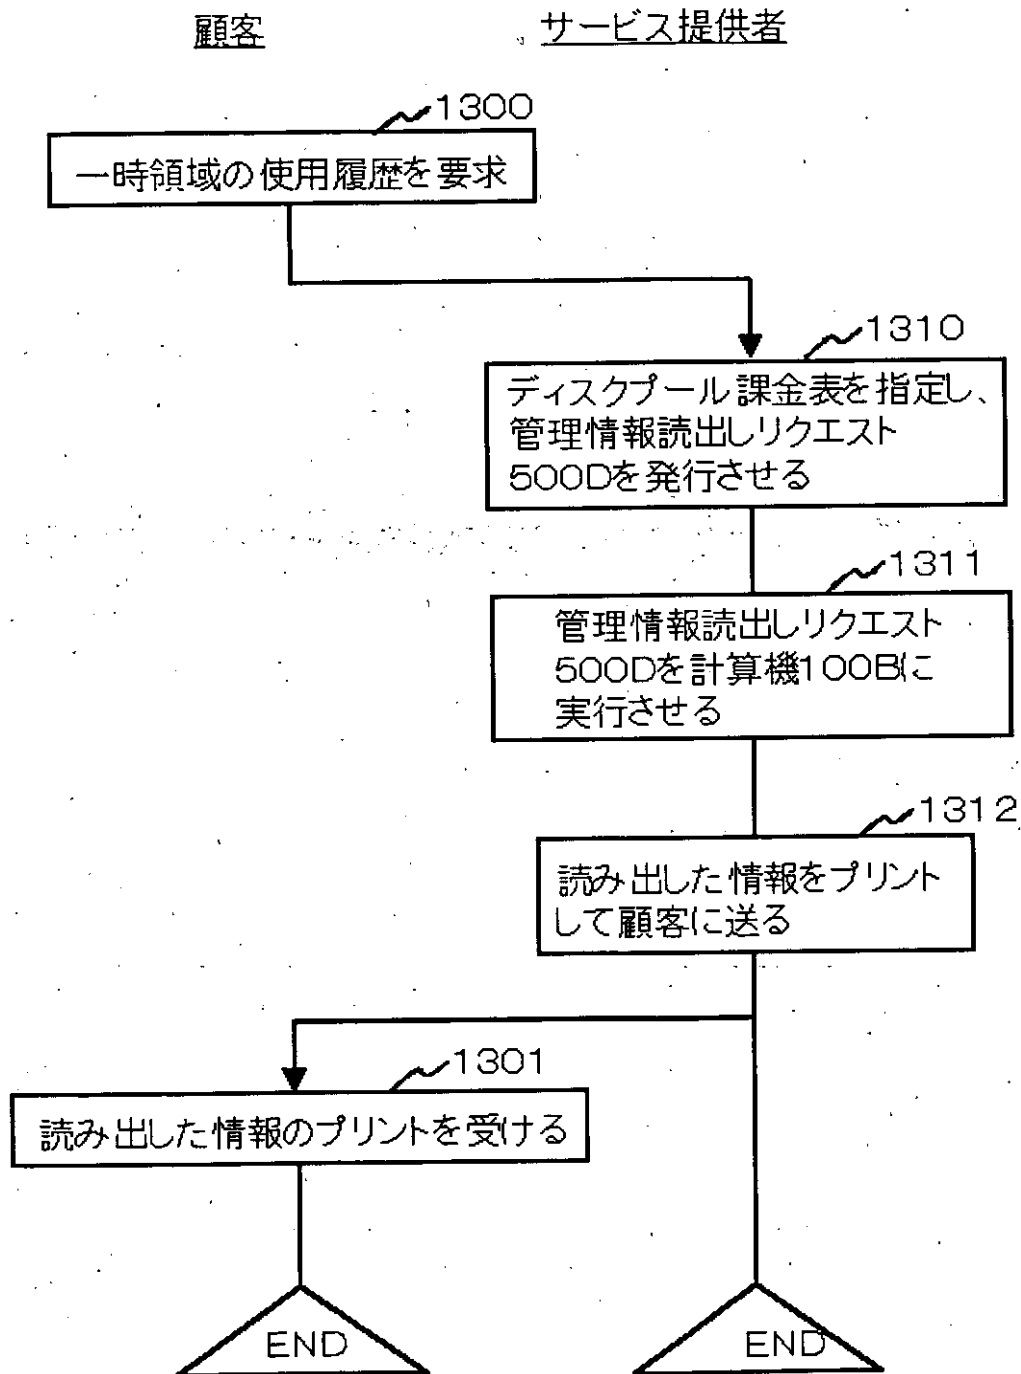 顧客
サービス提供者
1300
一時領域の使用履歴を要求
1310
ディスクプール課金表を指定し、
管理情報読出しリクエスト
500Dを発行させる
1311
管理情報読出しリクエスト
500Dを計算機100Bに
実行させる
1312
読み出した情報をプリント
して顧客に送る
1301
読み出した情報のプリントを受ける
END
END